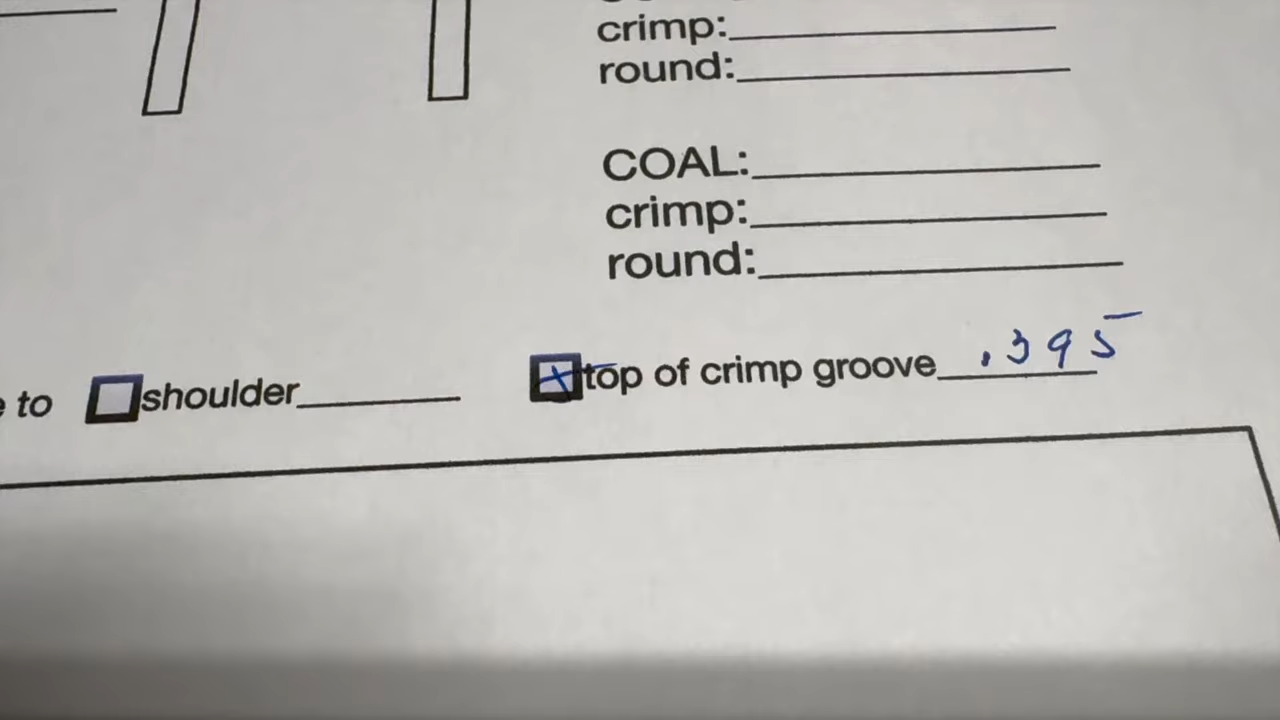 crimp:
round:
COAL:
crimp:
round:
to shoulder
top of crimp groove .395